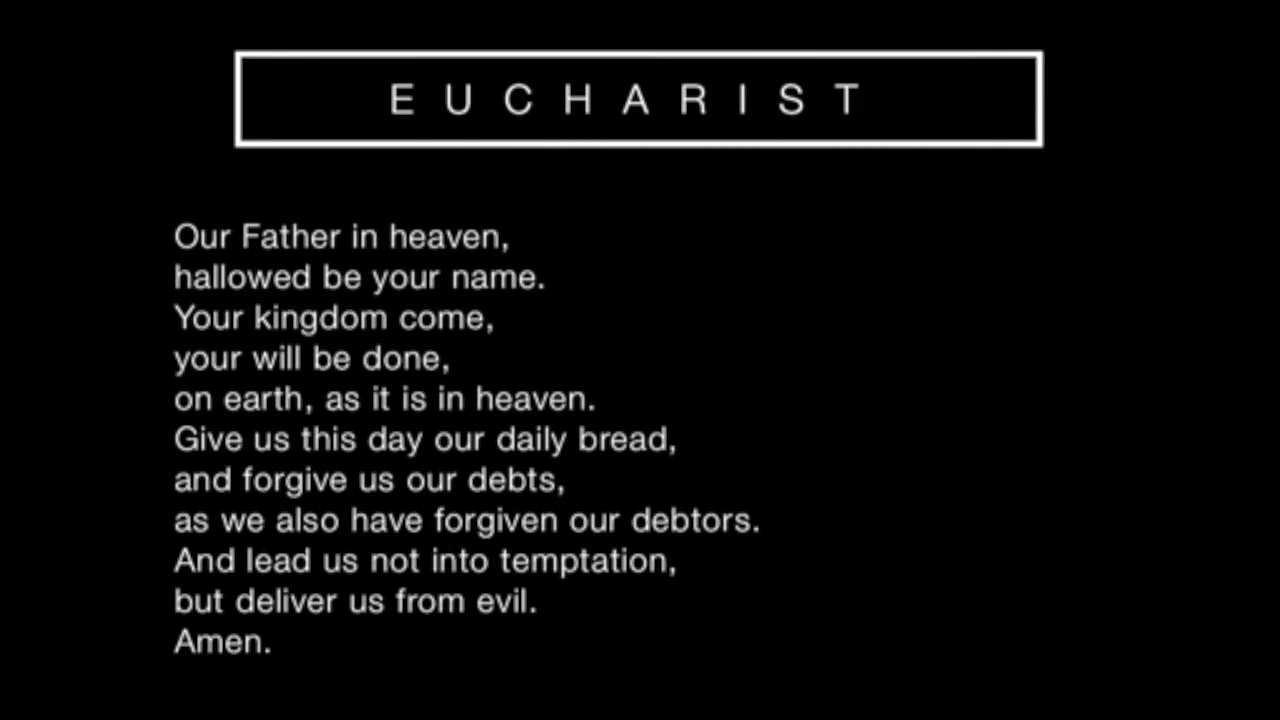 EUCHARIST
Our Father in heaven,
hallowed be your name.
Your kingdom come,
your will be done,
on earth, as it is in heaven.
Give us this day our daily bread,
and forgive us our debts,
as we also have forgiven our debtors.
And lead us not into temptation,
but deliver us from evil.
Amen.